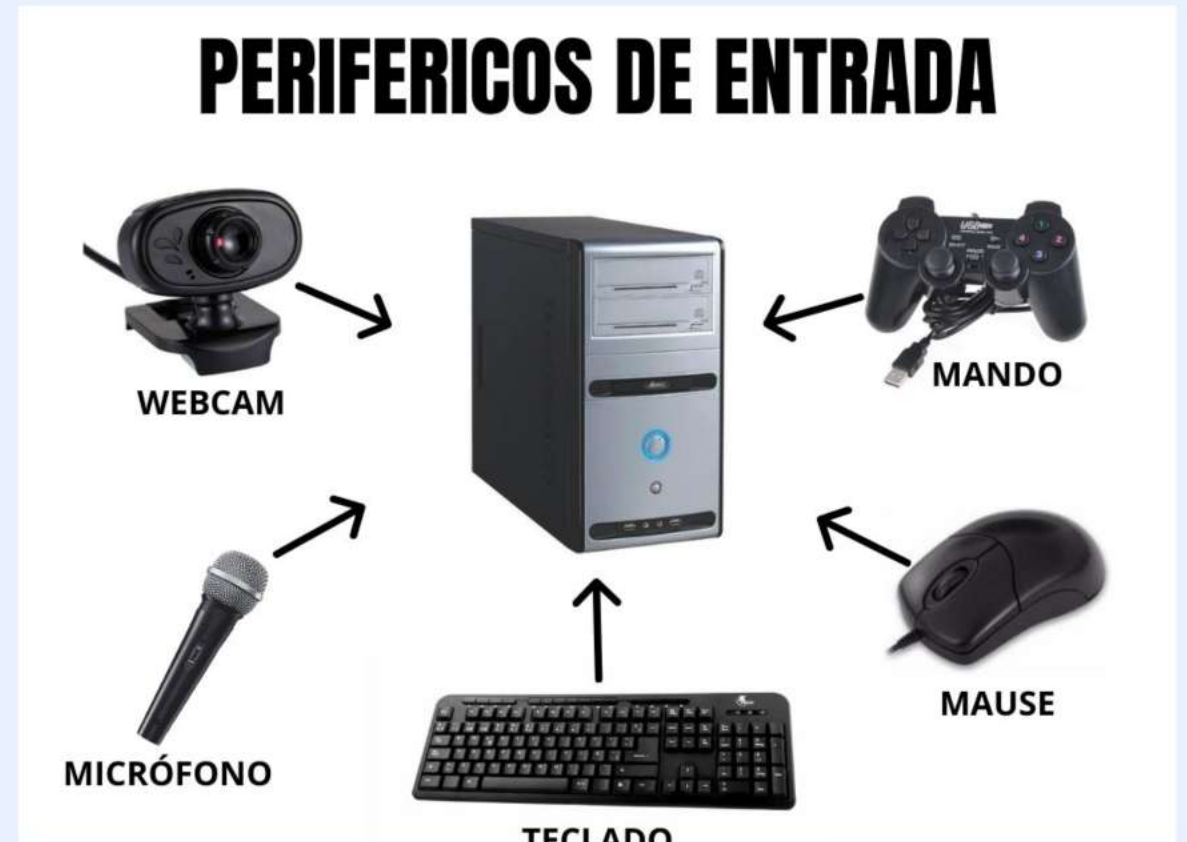 PERIFERICOS DE ENTRADA
WEBCAM
MANDO
MICRÓFONO
MAUSE
TECLADO